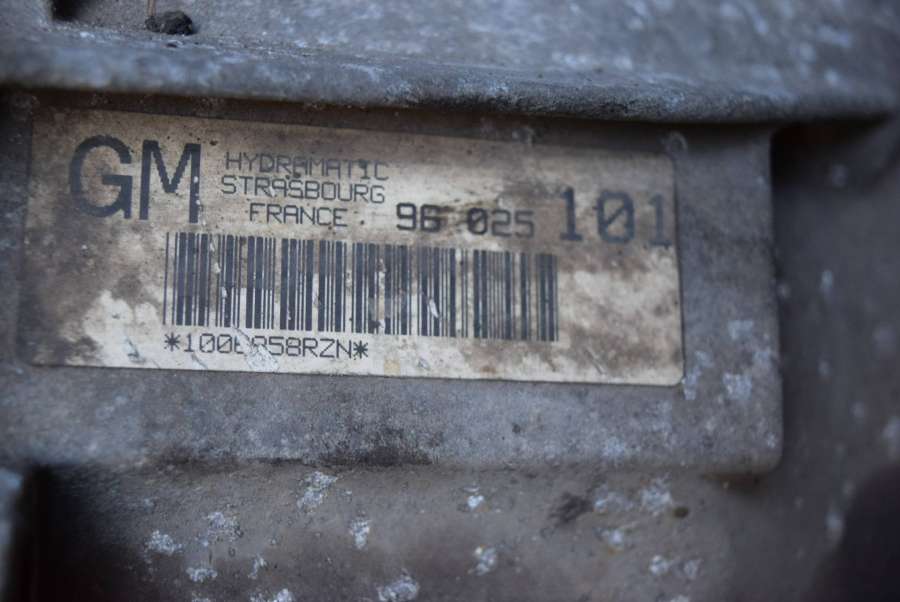 GM HYDRAMATIC
STRASBOURG
FRANCE 96 025 101